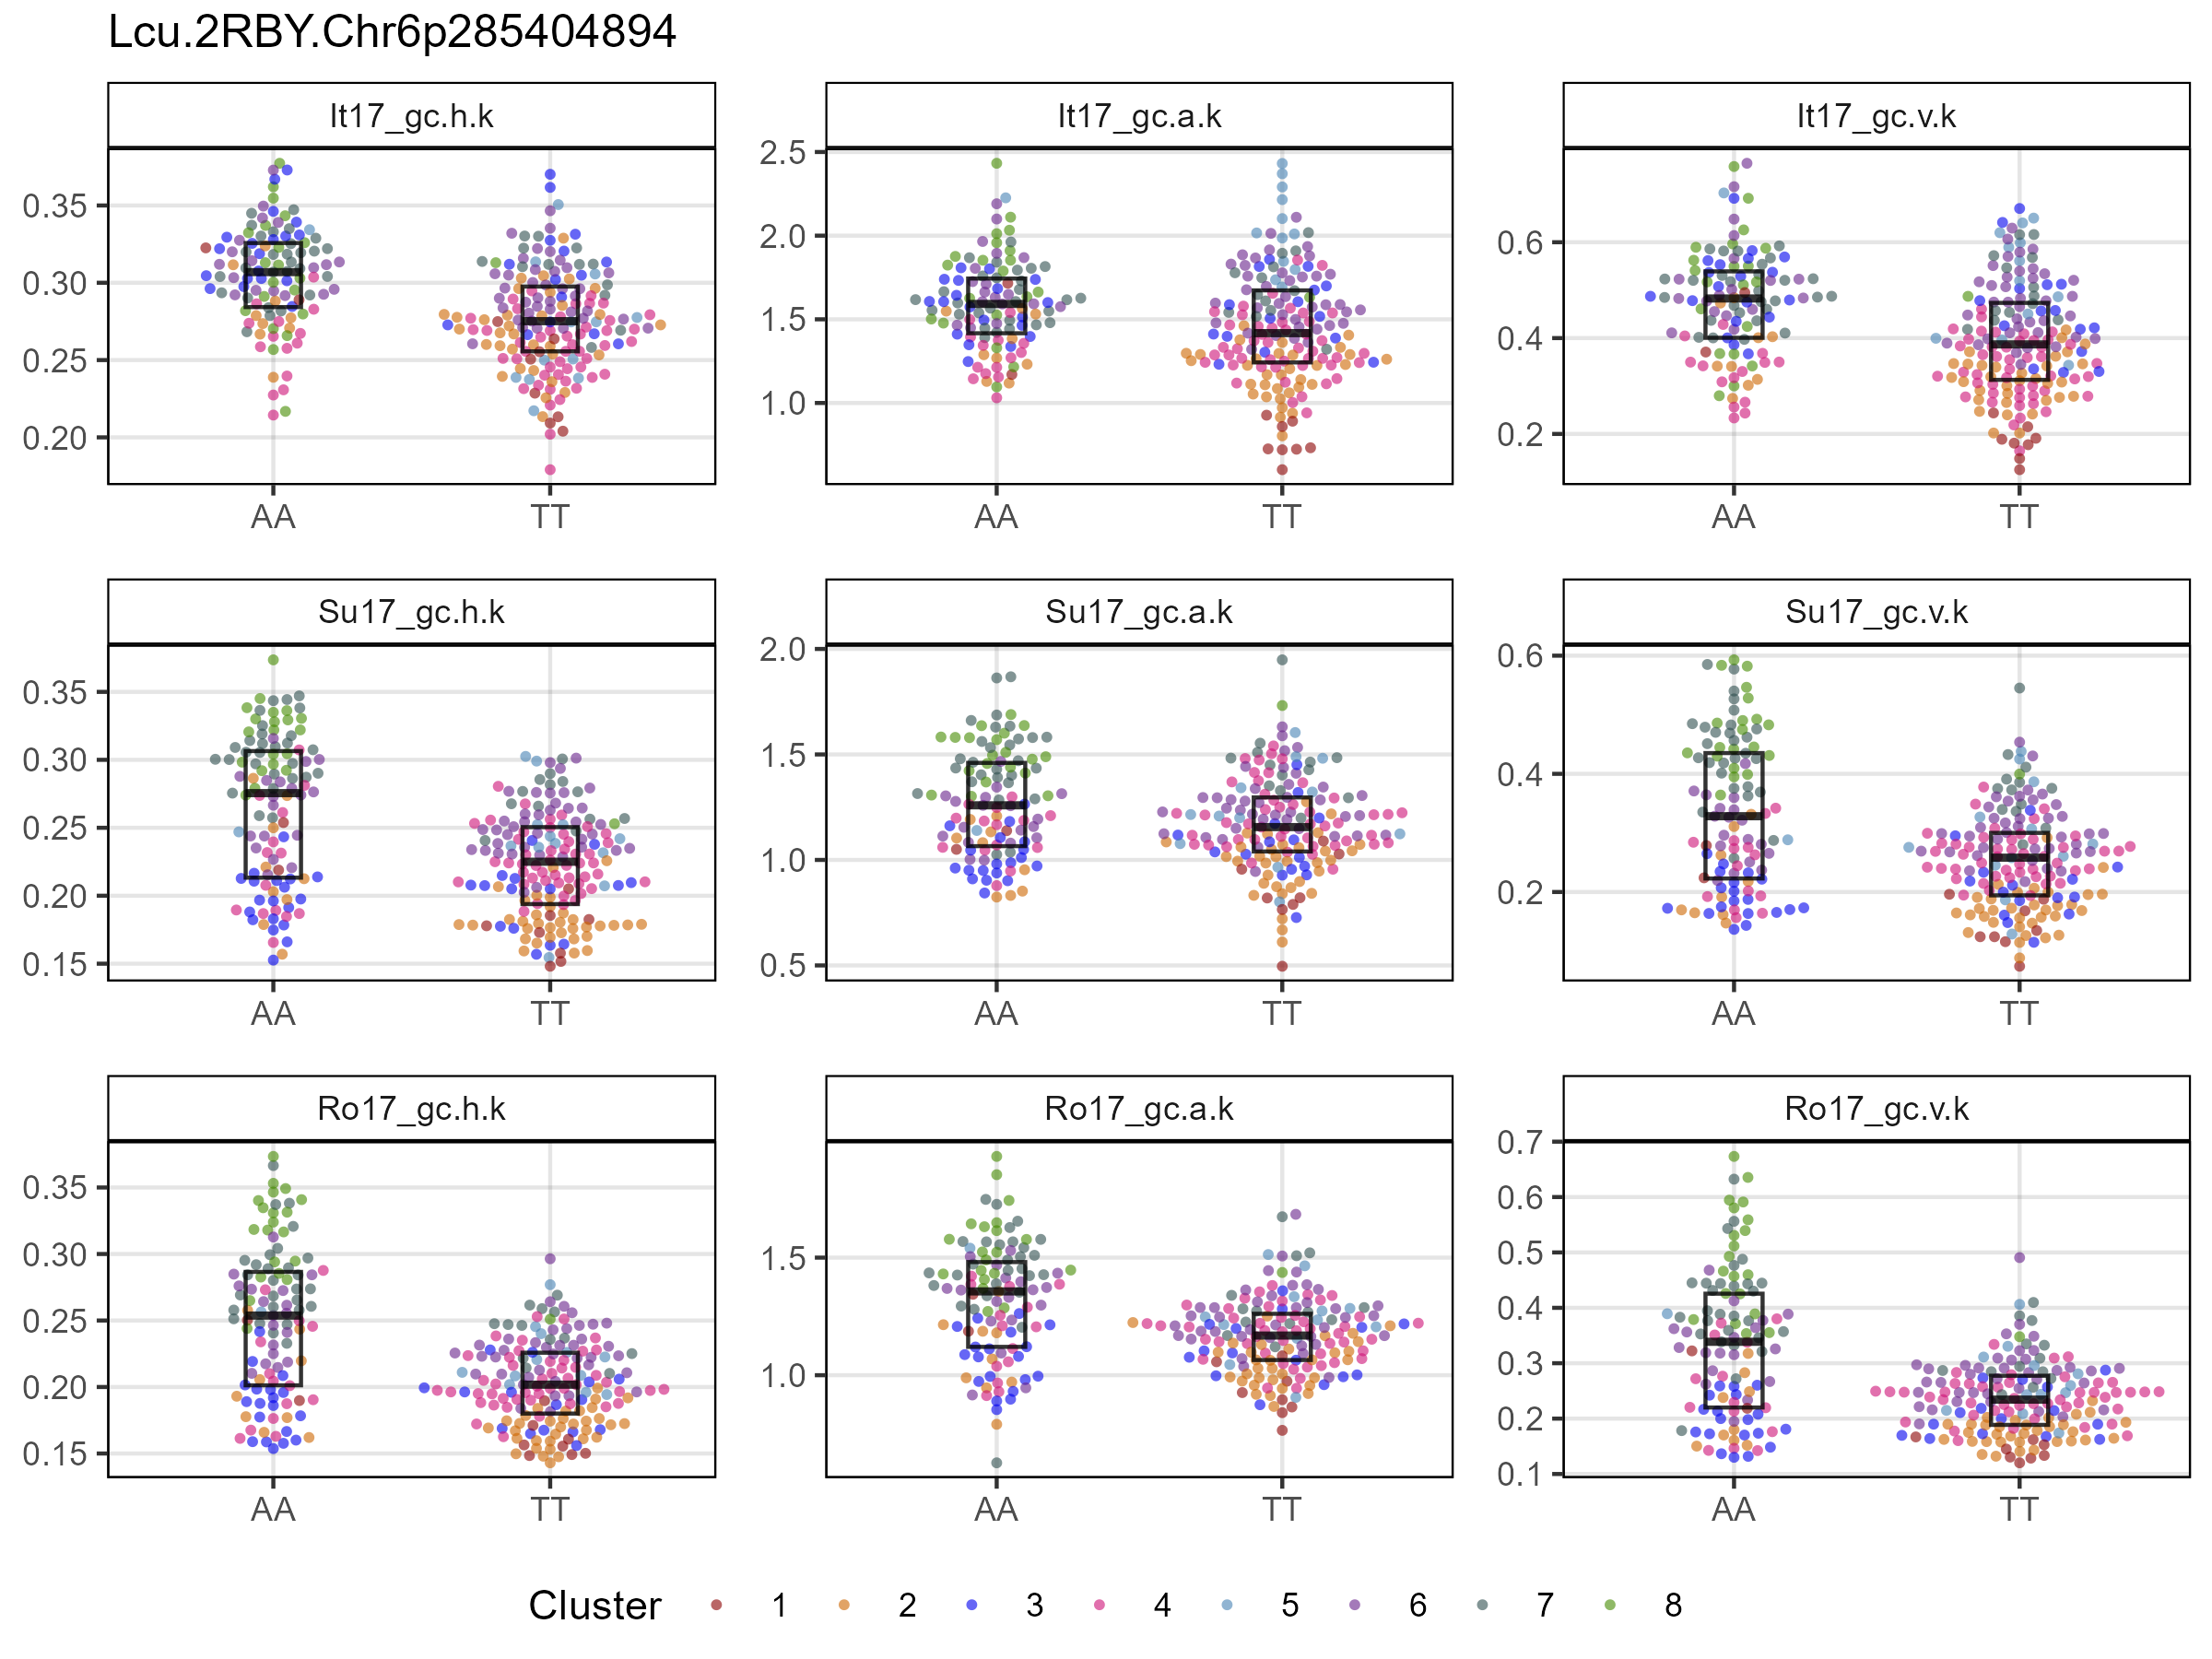 Lcu.2RBY.Chr6p285404894
It17_gc.h.k
It17_gc.a.k
It17_gc.v.k
0.35
0.30
0.25
0.20
2.5
2.0
1.5
1.0
0.6
0.4
0.2
AA
TT
AA
TT
AA
TT
Su17_gc.h.k
Su17_gc.a.k
Su17_gc.v.k
0.35
0.30
0.25
0.20
0.15
2.0
1.5
1.0
0.5
0.6
0.4
0.2
AA
TT
AA
TT
AA
TT
Ro17_gc.h.k
Ro17_gc.a.k
Ro17_gc.v.k
0.35
0.30
0.25
0.20
0.15
1.5
1.0
0.7
0.6
0.5
0.4
0.3
0.2
0.1
AA
TT
AA
TT
AA
TT
Cluster 1 2 3 4 5 6 7 8